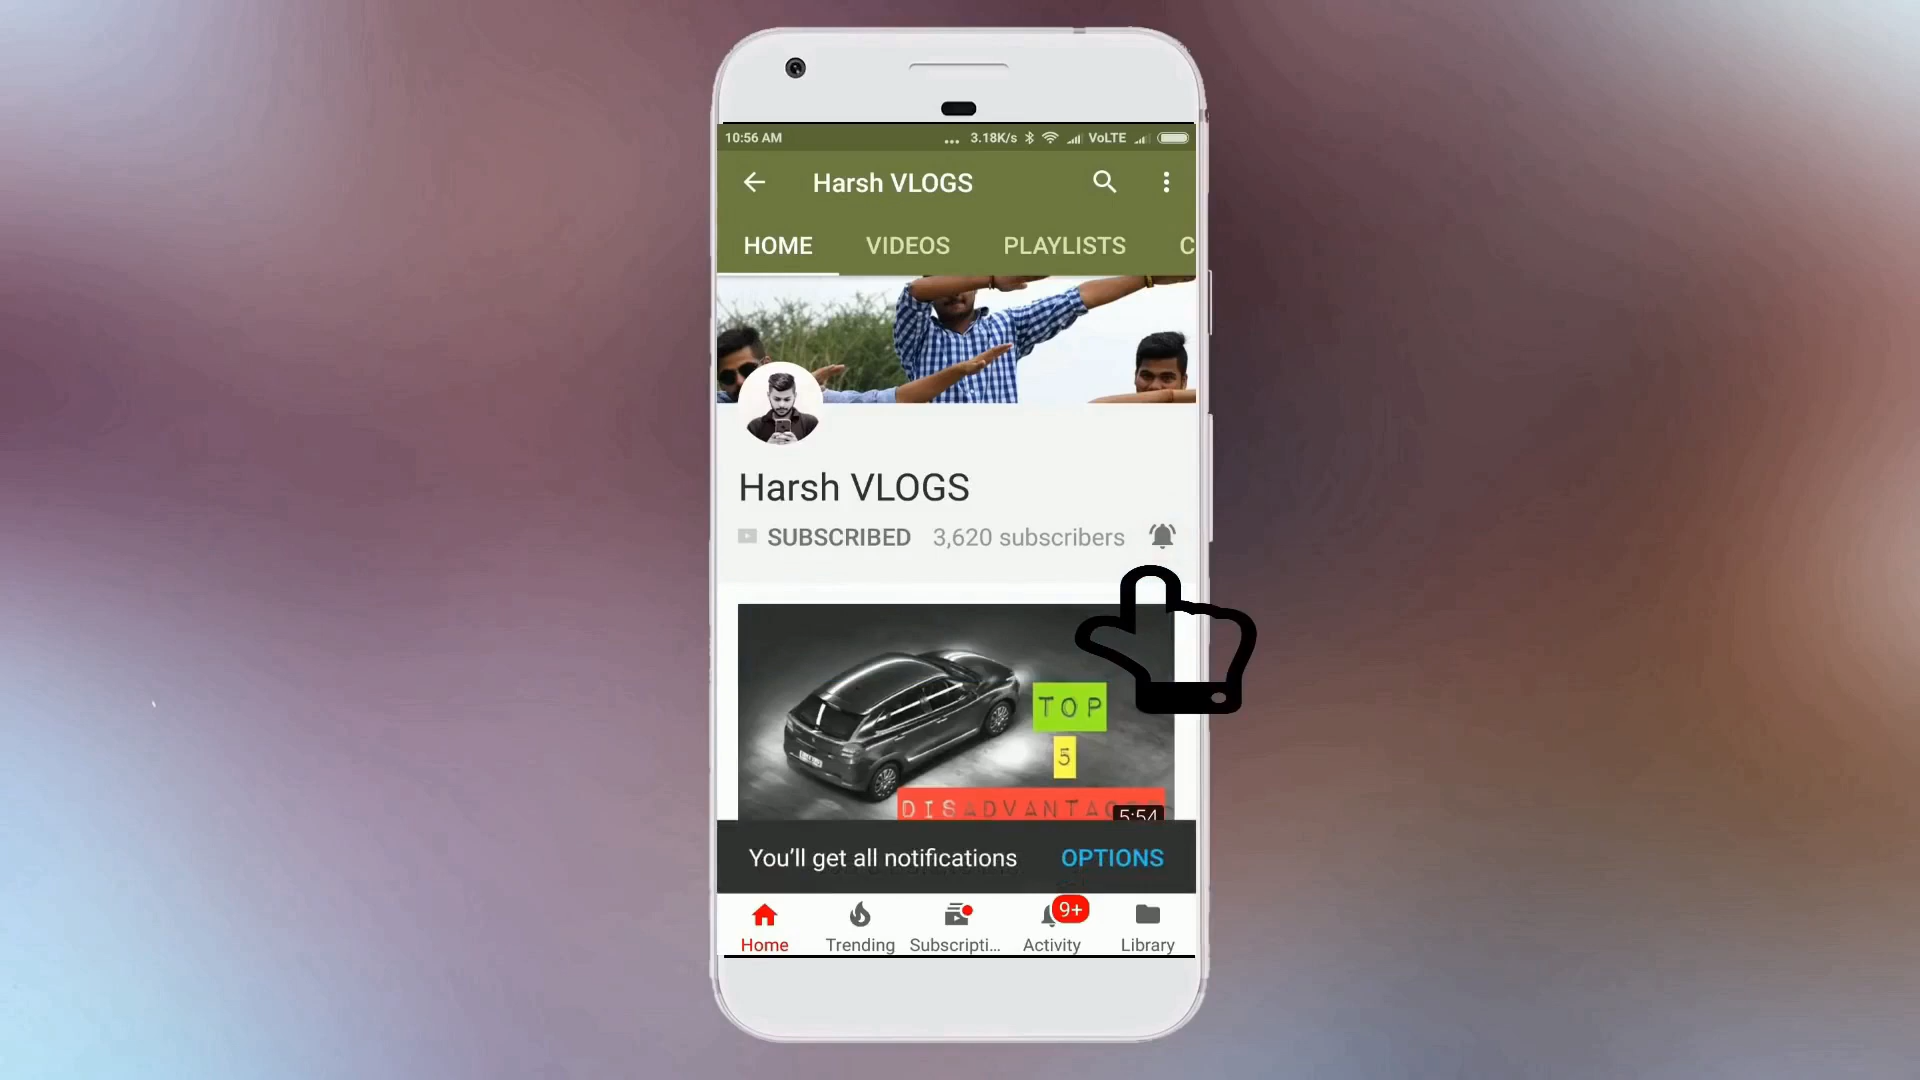 10:56 AM ... 3.18K/s VoLTE
Harsh VLOGS
HOME VIDEOS PLAYLISTS C
Harsh VLOGS
SUBSCRIBED 3,620 subscribers
TOP
5
5:54
You’ll get all notifications OPTIONS
9+
Home Trending Subscripti... Activity Library